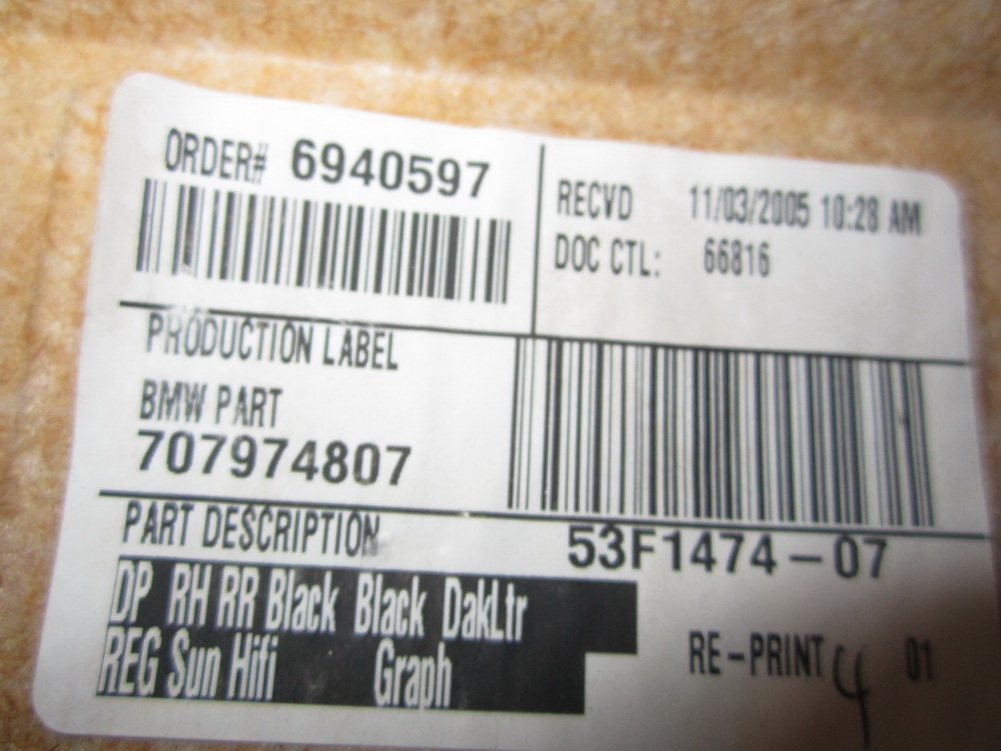 ORDER# 6940597
RECVD 11/03/2005 10:28 AM
DOC CTL: 66816
PRODUCTION LABEL
BMW PART
707974807
PART DESCRIPTION
53F1474-07
DP RH RR Black Black DakLtr
REG Sun Hifi Graph
RE-PRINT 4 01